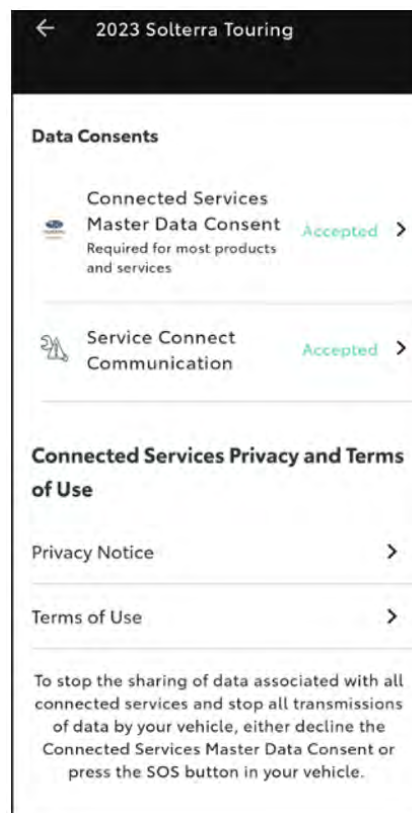 2023 Solterra Touring
Data Consents
Connected Services
Master Data Consent
Required for most products
and services
Accepted
Service Connect
Communication
Accepted
Connected Services Privacy and Terms
of Use
Privacy Notice
Terms of Use
To stop the sharing of data associated with all
connected services and stop all transmissions
of data by your vehicle, either decline the
Connected Services Master Data Consent or
press the SOS button in your vehicle.